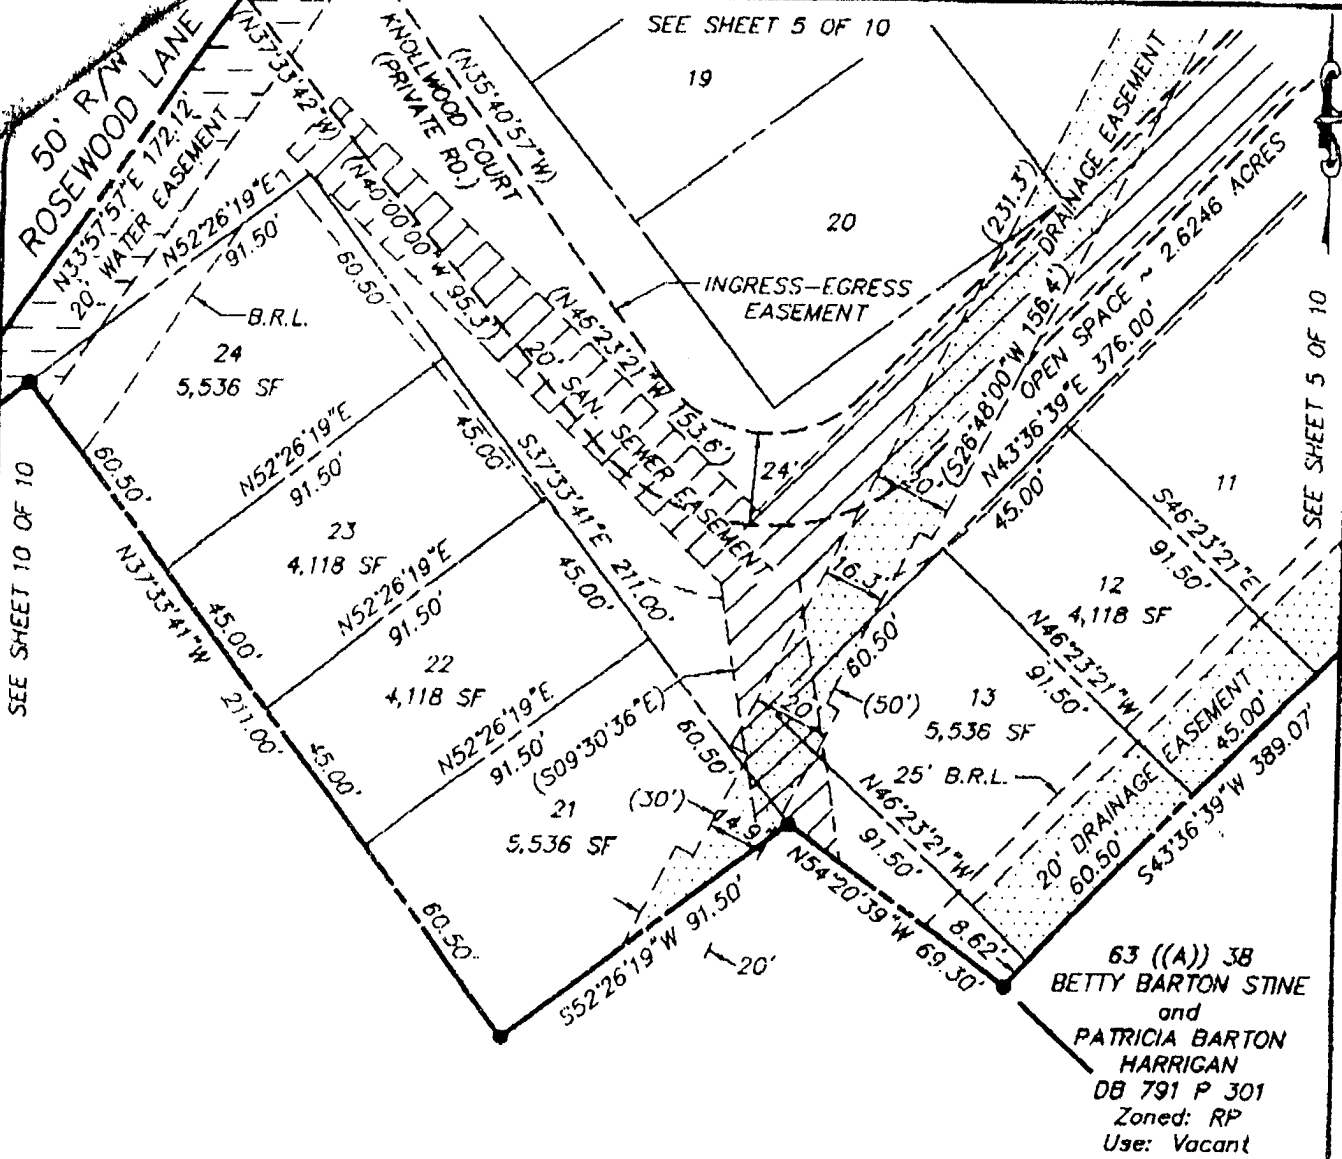 SEE SHEET 5 OF 10
50' R/W
ROSEWOOD LANE
N33°57'57"E 172.12'
20' WATER EASEMENT
(N37°33'42"W)
KNOLLWOOD COURT
(PRIVATE RD.)
(N35°40'57"W)
19
20
(N40°00'00"W 95.3')
(N46°23'21"W 153.6')
20' SAN. SEWER EASEMENT
INGRESS-EGRESS
EASEMENT
24'
(231.3')
DRAINAGE EASEMENT
(S26°48'00"W 156.4')
OPEN SPACE ~ 2.6246 ACRES
N43°36'39"E 376.00'
SEE SHEET 5 OF 10
N52°26'19"E
91.50'
B.R.L.
24
5,536 SF
60.50'
60.50'
N52°26'19"E
91.50'
45.00'
S37°33'41"E 211.00'
23
4,118 SF
45.00'
45.00'
N52°26'19"E
91.50'
22
4,118 SF
45.00'
N37°33'41"W 211.00'
SEE SHEET 10 OF 10
N52°26'19"E
91.50'
(S09°30'36"E)
60.50'
21
5,536 SF
(30')
14.9'
60.50'
S52°26'19"W 91.50'
20'
20'
16.3'
20'
45.00'
11
S46°23'21"E
91.50'
12
4,118 SF
N46°23'21"W
91.50'
60.50'
(50')
13
5,536 SF
25' B.R.L.
N46°23'21"W
91.50'
20' DRAINAGE EASEMENT
45.00'
60.50'
S43°36'39"W 389.07'
N54°20'39"W 69.30'
8.62'
63 ((A)) 3B
BETTY BARTON STINE
and
PATRICIA BARTON
HARRIGAN
DB 791 P 301
Zoned: RP
Use: Vacant